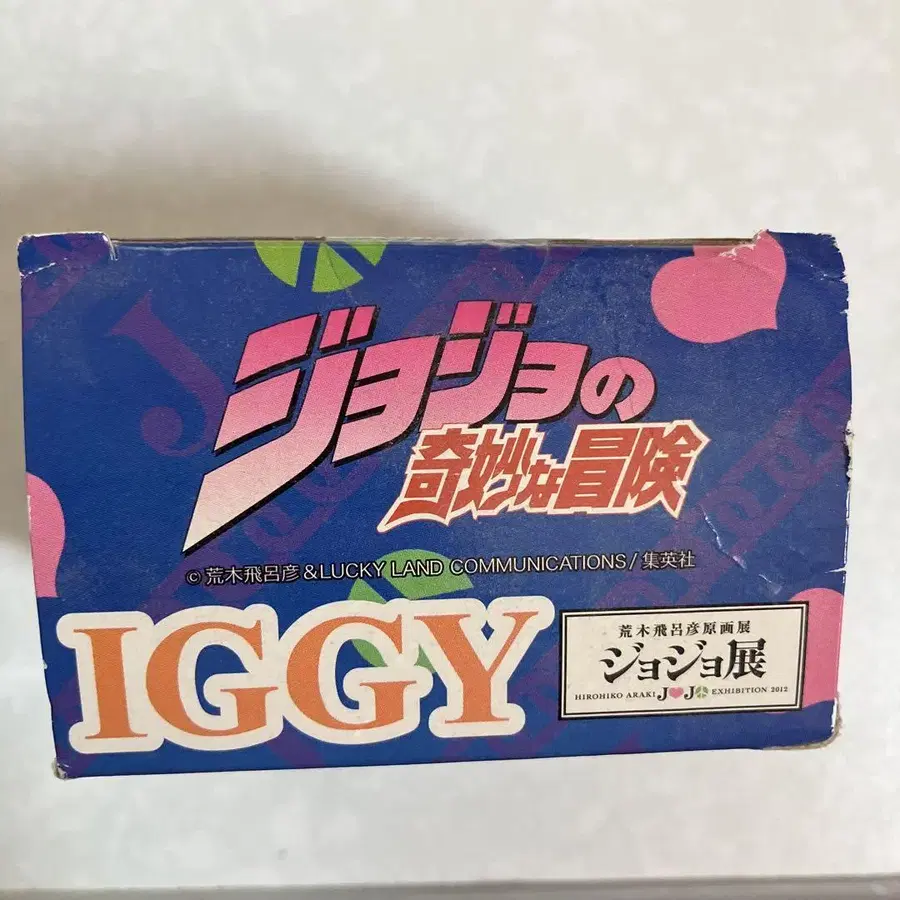 ジョジョの
奇妙な冒険
© 荒木飛呂彦&LUCKY LAND COMMUNICATIONS/集英社
IGGY
荒木飛呂彦原画展
ジョジョ展
HIROHIKO ARAKI JOJO EXHIBITION 2012